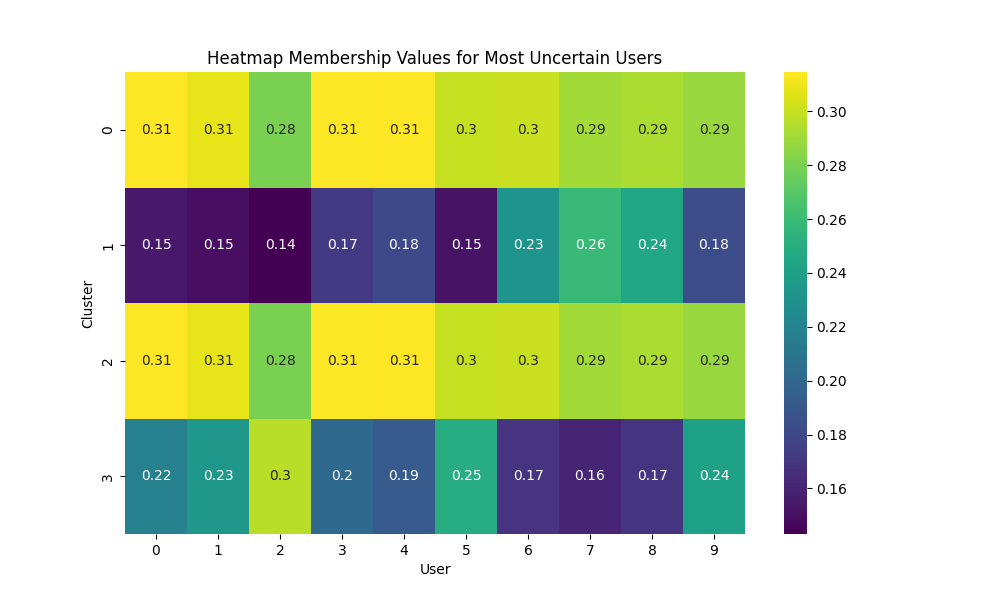 Heatmap Membership Values for Most Uncertain Users
0 0.31 0.31 0.28 0.31 0.31 0.3 0.3 0.29 0.29 0.29
1 0.15 0.15 0.14 0.17 0.18 0.15 0.23 0.26 0.24 0.18
2 0.31 0.31 0.28 0.31 0.31 0.3 0.3 0.29 0.29 0.29
3 0.22 0.23 0.3 0.2 0.19 0.25 0.17 0.16 0.17 0.24
Cluster
0 1 2 3 4 5 6 7 8 9
User
0.30
0.28
0.26
0.24
0.22
0.20
0.18
0.16